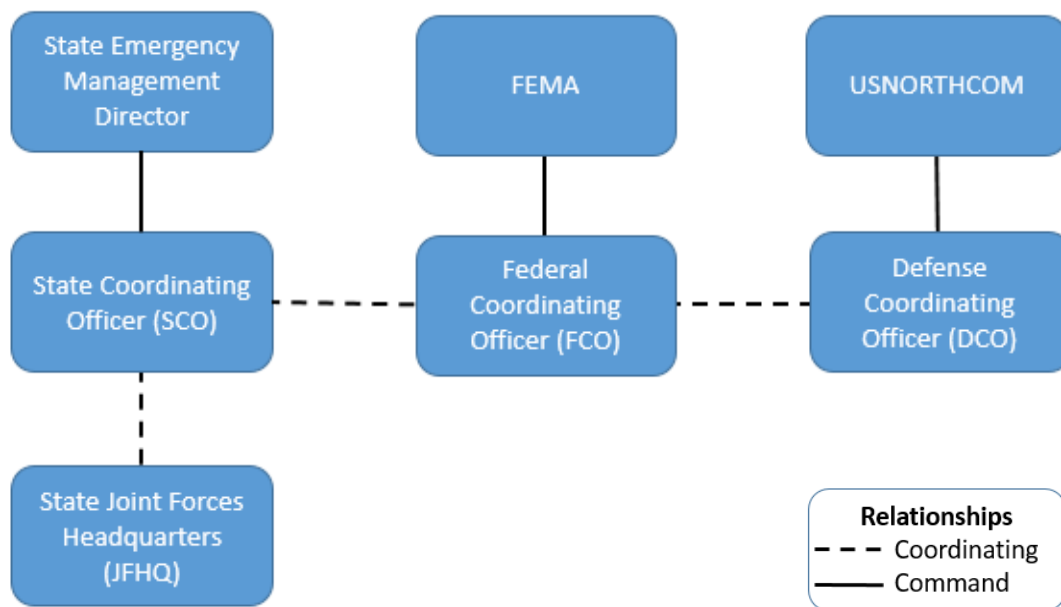 State Emergency
Management
Director
FEMA
USNORTHCOM
State Coordinating
Officer (SCO)
Federal
Coordinating
Officer (FCO)
Defense
Coordinating
Officer (DCO)
State Joint Forces
Headquarters
(JFHQ)
Relationships
Coordinating
Command